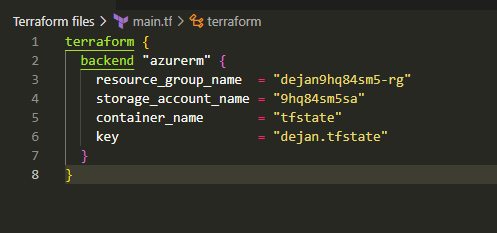 Terraform files > main.tf > terraform
1 terraform {
2   backend "azurerm" {
3     resource_group_name  = "dejan9hq84sm5-rg"
4     storage_account_name = "9hq84sm5sa"
5     container_name       = "tfstate"
6     key                  = "dejan.tfstate"
7   }
8 }